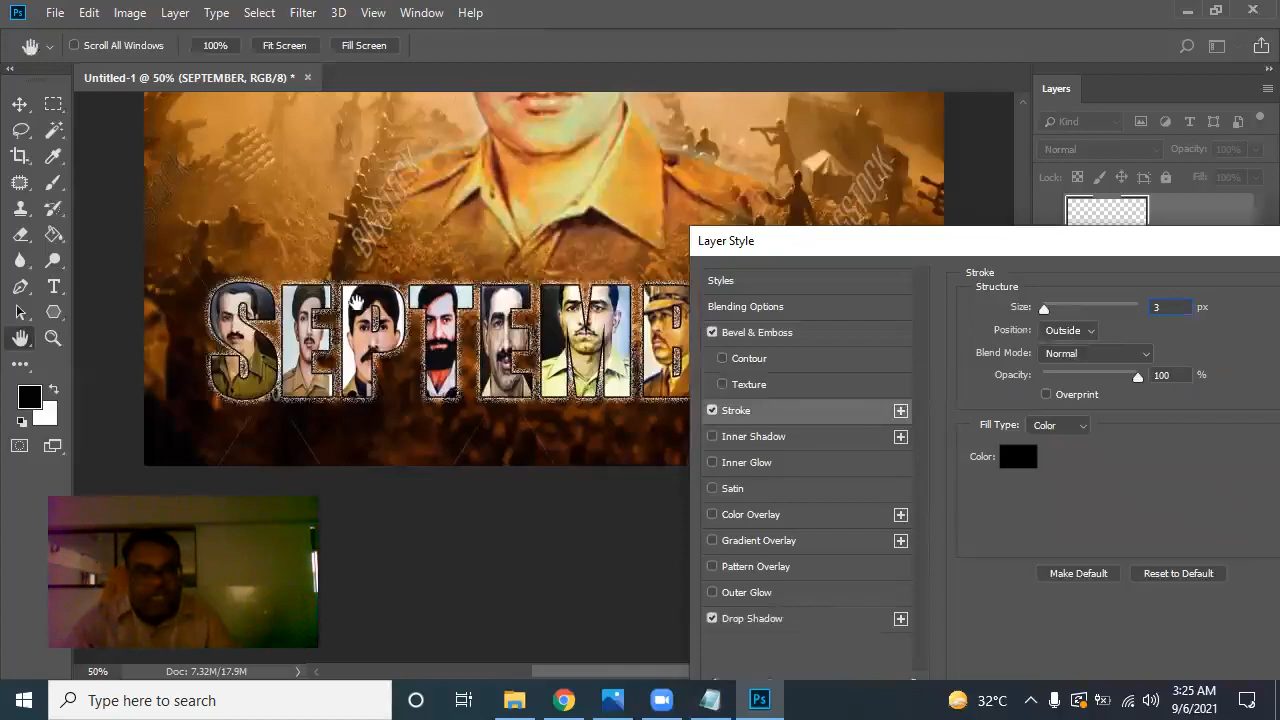 Ps File Edit Image Layer Type Select Filter 3D View Window Help
Scroll All Windows 100% Fit Screen Fill Screen
Untitled-1 @ 50% (SEPTEMBER, RGB/8) * ×
Layers
Kind
Normal Opacity: 100%
Lock: Fill: 100%
BIGSTOCK
BIGSTOCK
SEPTEMB
Layer Style
Styles
Blending Options
Bevel & Emboss
Contour
Texture
Stroke
Inner Shadow
Inner Glow
Satin
Color Overlay
Gradient Overlay
Pattern Overlay
Outer Glow
Drop Shadow
Stroke
Structure
Size: 3 px
Position: Outside
Blend Mode: Normal
Opacity: 100 %
Overprint
Fill Type: Color
Color:
Make Default Reset to Default
50% Doc: 7.32M/17.9M
Type here to search
Ps
32°C
3:25 AM
9/6/2021